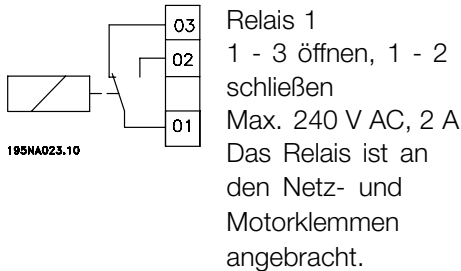 03
02
01
195NA023.10
Relais 1
1 - 3 öffnen, 1 - 2
schließen
Max. 240 V AC, 2 A
Das Relais ist an
den Netz- und
Motorklemmen
angebracht.